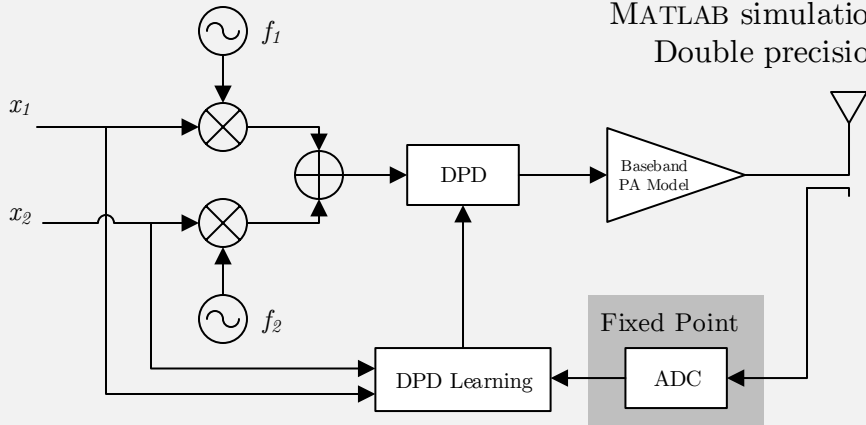 MATLAB simulatio
Double precisio
f1
x1
DPD
Baseband
PA Model
x2
f2
Fixed Point
DPD Learning
ADC